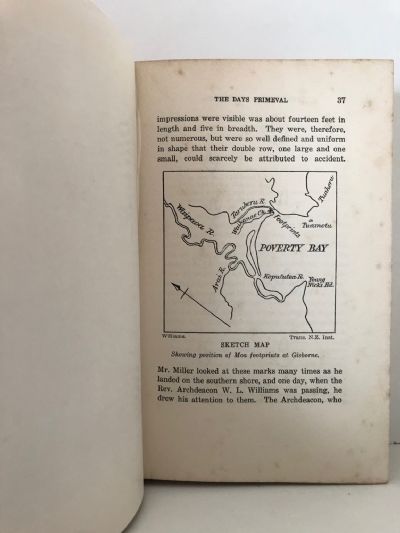 THE DAYS PRIMEVAL 37
impressions were visible was about fourteen feet in
length and five in breadth. They were, therefore,
not numerous, but were so well defined and uniform
in shape that their double row, one large and one
small, could scarcely be attributed to accident.
Waipawa R.
Taruheru R.
Waikanae Ck.
Footprints
Tuaheru
Tuamotu
POVERTY BAY
Arai R.
Kopututea R.
Young
Nick's Hd.
Williams. Trans. N.Z. Inst.
SKETCH MAP
Showing position of Moa footprints at Gisborne.
Mr. Miller looked at these marks many times as he
landed on the southern shore, and one day, when the
Rev. Archdeacon W. L. Williams was passing, he
drew his attention to them. The Archdeacon, who